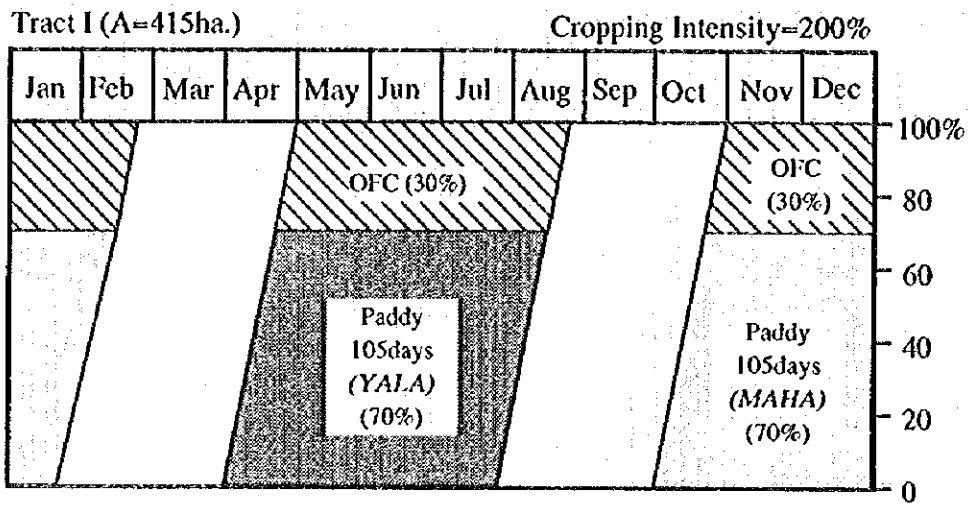 Tract I (A=415ha.) Cropping Intensity=200%
Jan Feb Mar Apr May Jun Jul Aug Sep Oct Nov Dec
100%
OFC (30%)
OFC
(30%)
80
60
Paddy
105days
(YALA)
(70%)
Paddy
105days
(MAHA)
(70%)
40
20
0